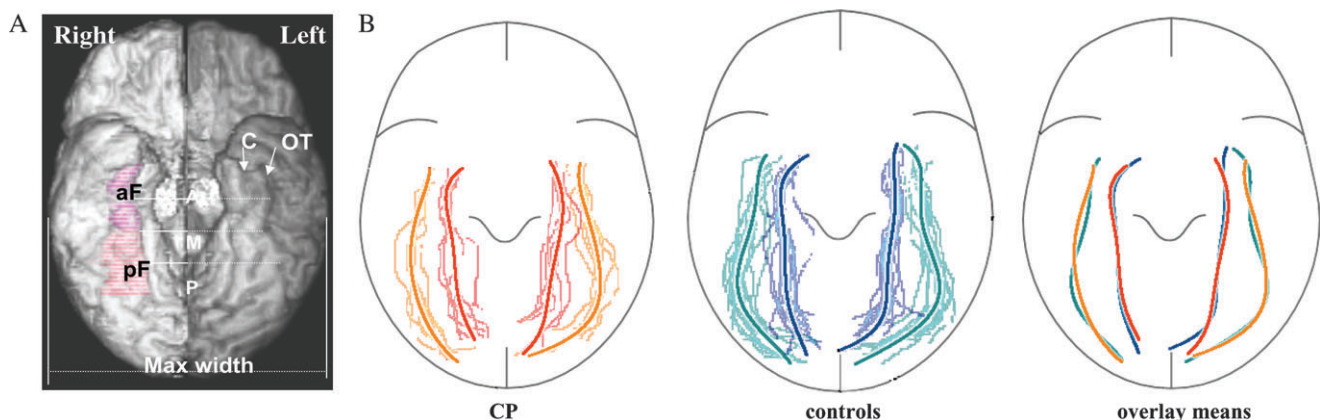 A
B
Right
Left
C
OT
aF
A
M
pF
P
Max width
CP
controls
overlay means